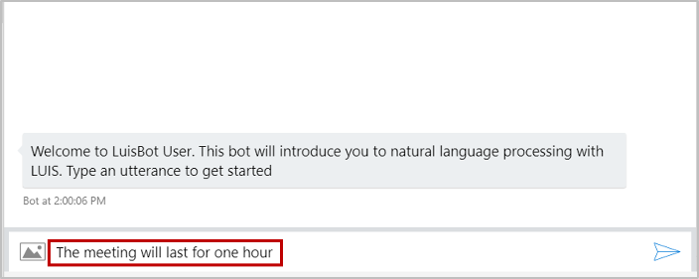 Welcome to LuisBot User. This bot will introduce you to natural language processing with
LUIS. Type an utterance to get started
Bot at 2:00:06 PM
The meeting will last for one hour